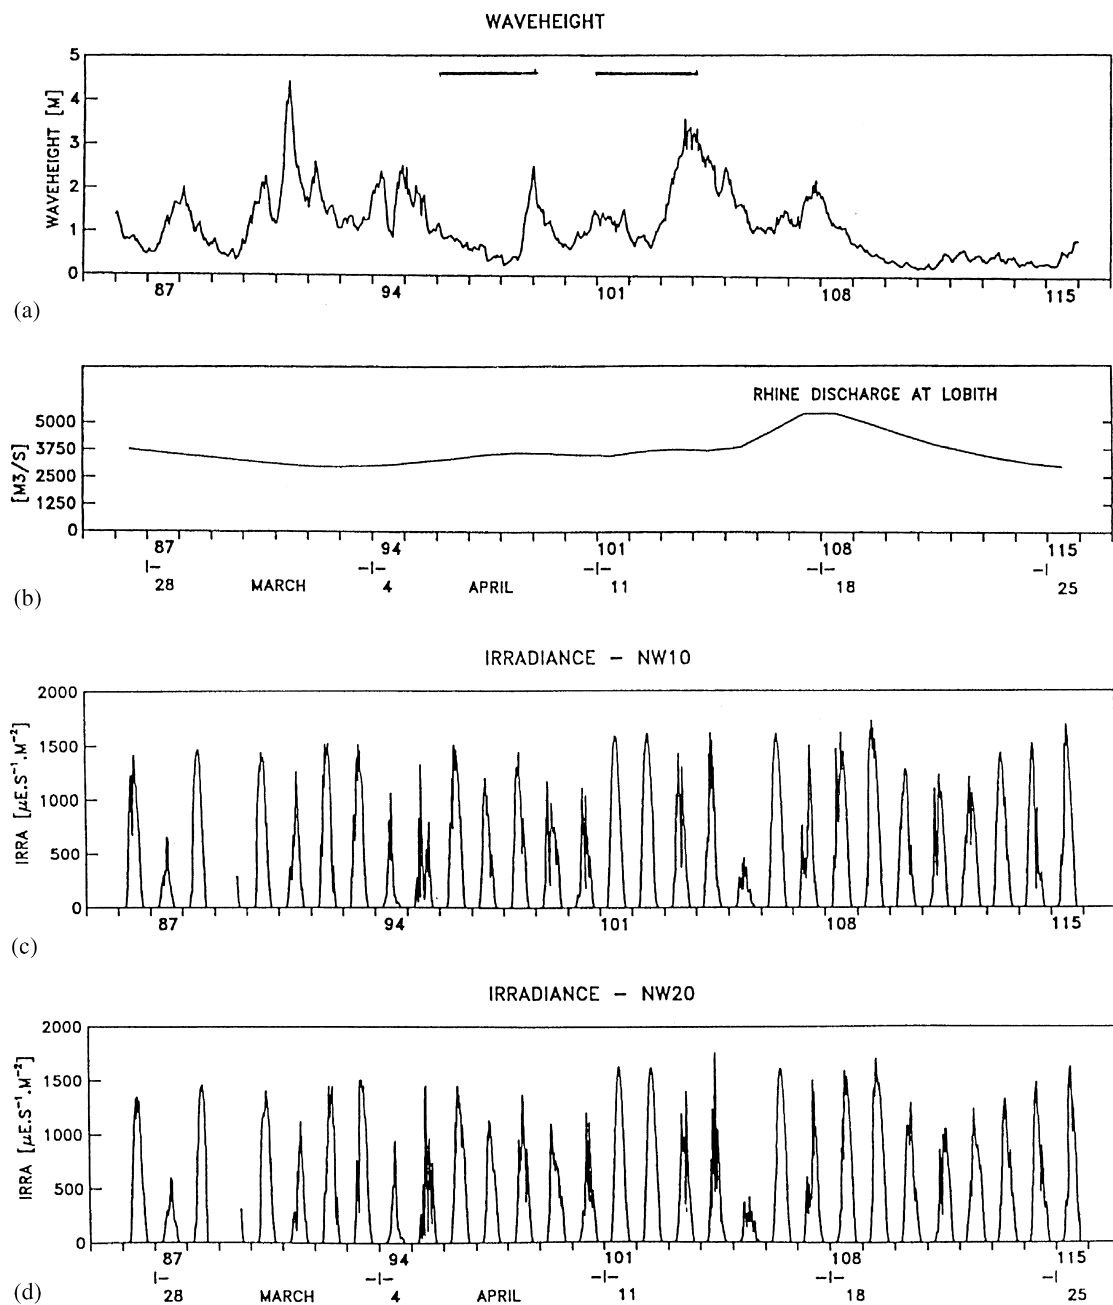 WAVEHEIGHT
WAVEHEIGHT [M]
5
4
3
2
1
0
87 94 101 108 115
(a)
RHINE DISCHARGE AT LOBITH
[M3/S]
5000
3750
2500
1250
0
87 94 101 108 115
28 MARCH 4 APRIL 11 18 25
(b)
IRRADIANCE – NW10
IRRA [µE.S⁻¹.M⁻²]
2000
1500
1000
500
0
87 94 101 108 115
(c)
IRRADIANCE – NW20
IRRA [µE.S⁻¹.M⁻²]
2000
1500
1000
500
0
87 94 101 108 115
28 MARCH 4 APRIL 11 18 25
(d)